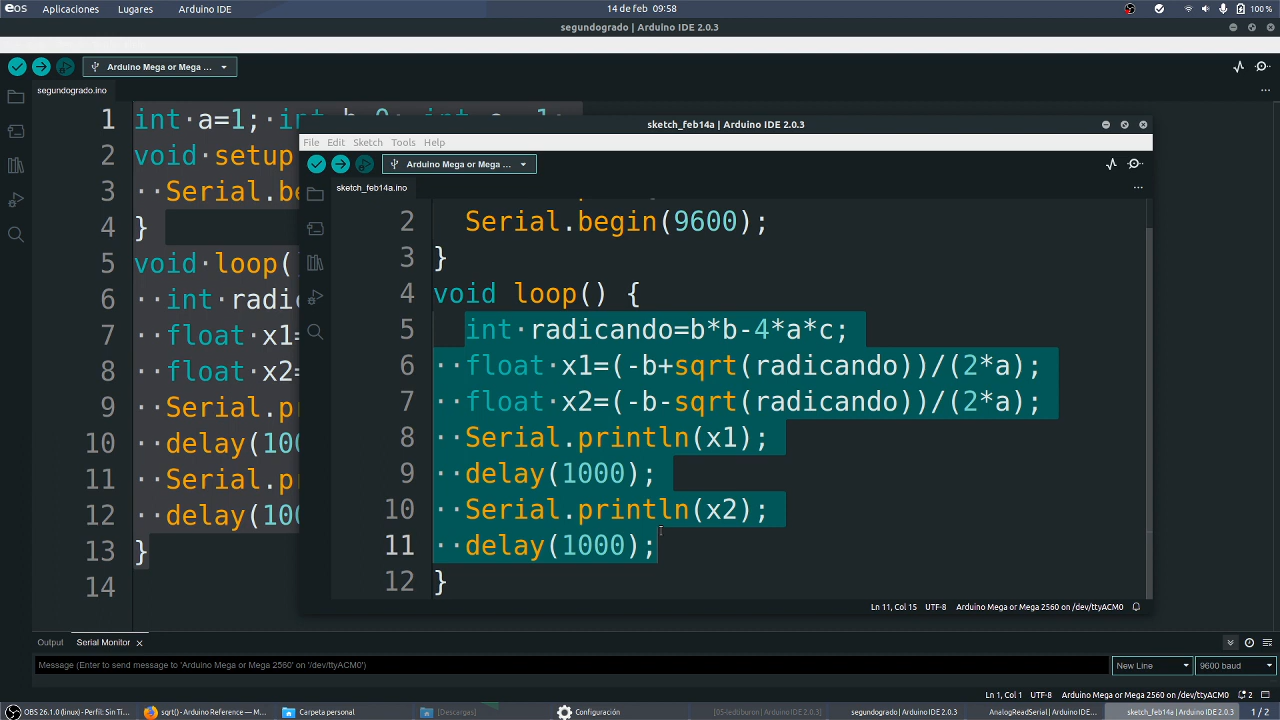 eos Aplicaciones Lugares Arduino IDE 14 de feb 09:58 100 %
segundogrado | Arduino IDE 2.0.3
Arduino Mega or Mega ...
segundogrado.ino
1 int a=1; int
2 void setup
3 Serial.be
4 }
5 void loop(
6 int radic
7 float x1=
8 float x2=
9 Serial.pr
10 delay(100
11 Serial.pr
12 delay(100
13 }
14
sketch_feb14a | Arduino IDE 2.0.3
File Edit Sketch Tools Help
Arduino Mega or Mega ...
sketch_feb14a.ino
2 Serial.begin(9600);
3 }
4 void loop() {
5 int radicando=b*b-4*a*c;
6 float x1=(-b+sqrt(radicando))/(2*a);
7 float x2=(-b-sqrt(radicando))/(2*a);
8 Serial.println(x1);
9 delay(1000);
10 Serial.println(x2);
11 delay(1000);
12 }
Ln 11, Col 15 UTF-8 Arduino Mega or Mega 2560 on /dev/ttyACM0
Output Serial Monitor
Message (Enter to send message to 'Arduino Mega or Mega 2560' on '/dev/ttyACM0') New Line 9600 baud
Ln 1, Col 1 UTF-8 Arduino Mega or Mega 2560 on /dev/ttyACM0 2
OBS 26.1.0 (linux) - Perfil: Sin Tí... sqrt() - Arduino Reference — M... Carpeta personal [Descargas] Configuración [05-ledtiburon | Arduino IDE 2.0.3] segundogrado | Arduino IDE 2.0.3 AnalogReadSerial | Arduino IDE... sketch_feb14a | Arduino IDE 2.0.3 1 / 2